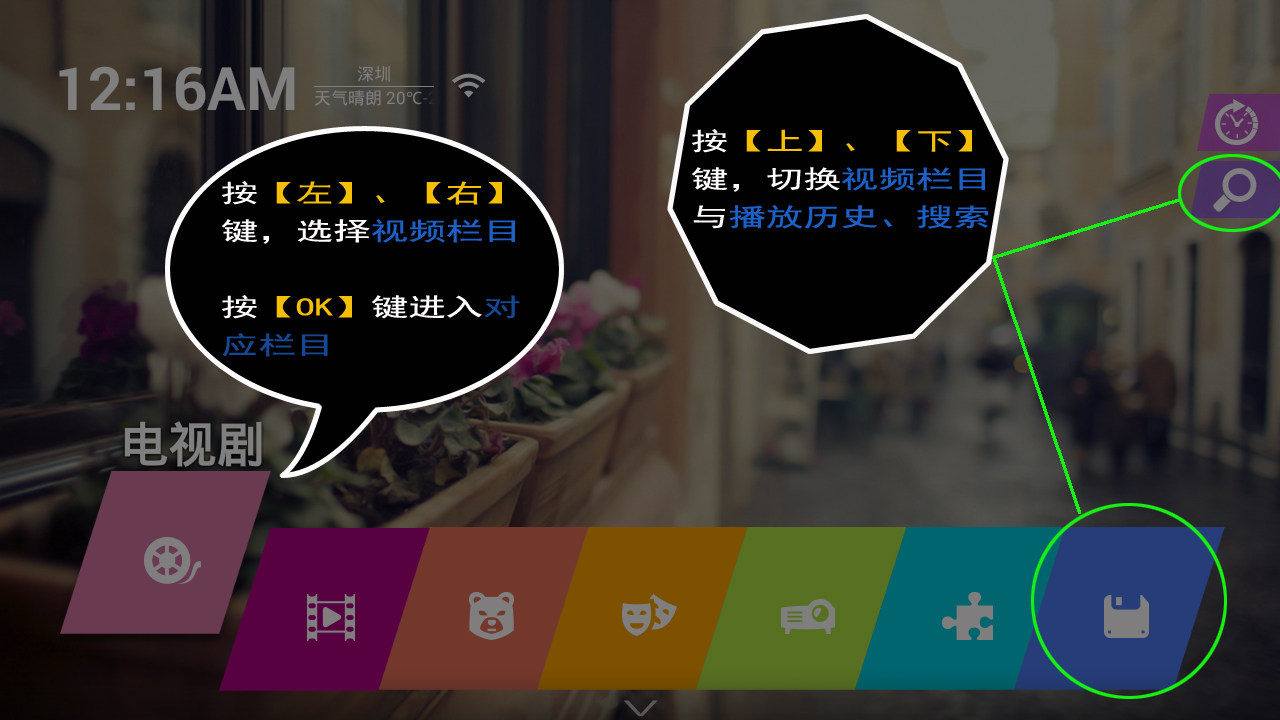 12:16AM
深圳
天气晴朗 20℃-
按【左】、【右】
键，选择视频栏目
按【OK】键进入对
应栏目
按【上】、【下】
键，切换视频栏目
与播放历史、搜索
电视剧